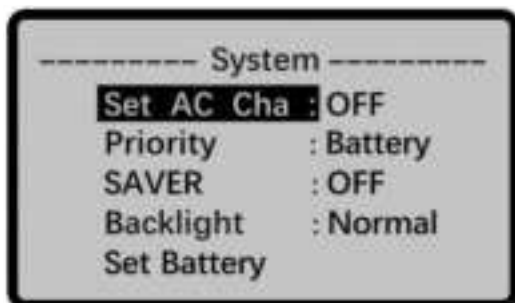 --------- System ---------
Set AC Cha : OFF
Priority : Battery
SAVER : OFF
Backlight : Normal
Set Battery